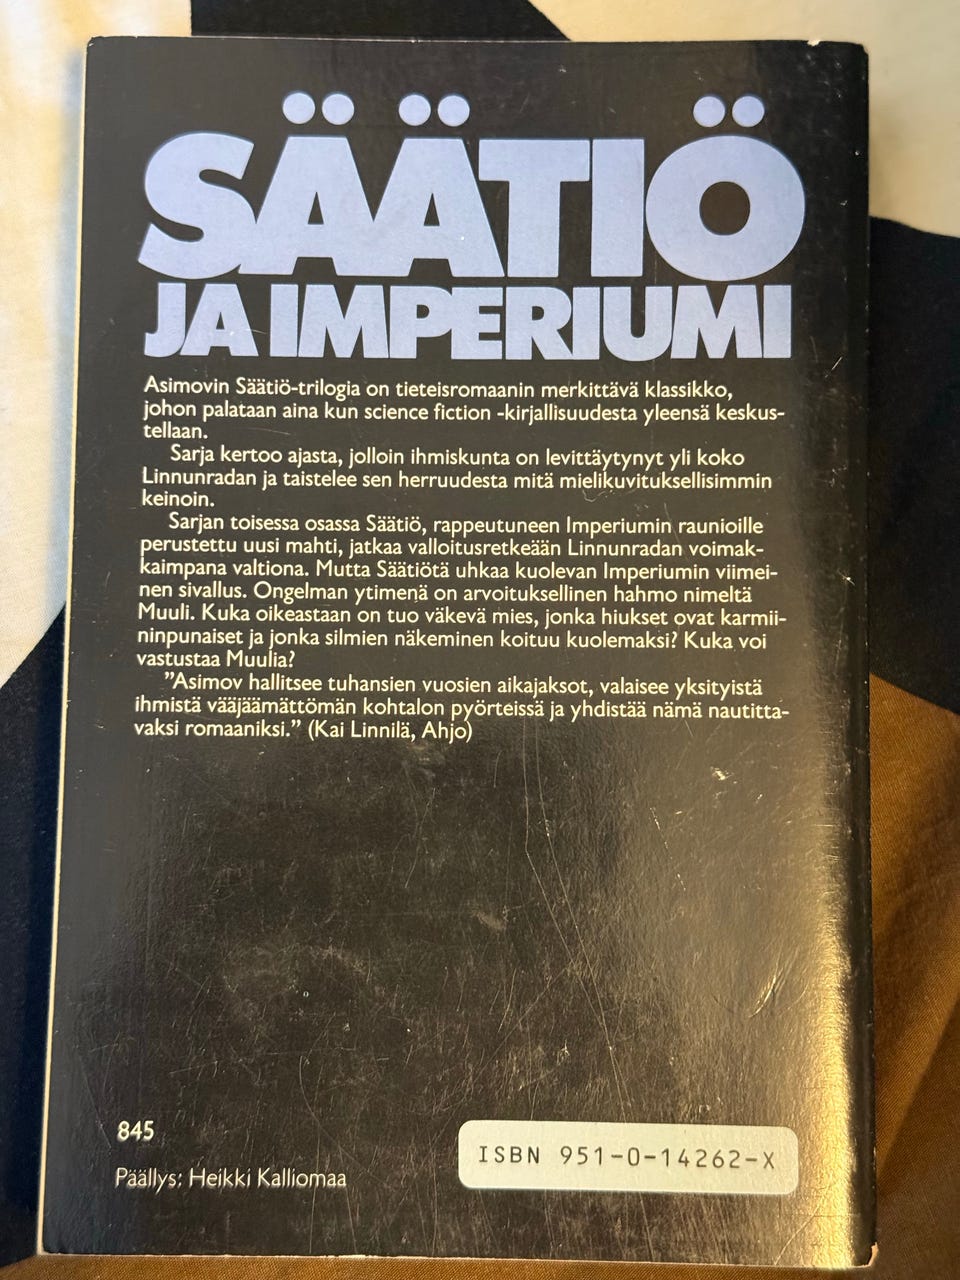 SÄÄTIÖ
JA IMPERIUMI
Asimovin Säätiö-trilogia on tieteisromaanin merkittävä klassikko,
johon palataan aina kun science fiction -kirjallisuudesta yleensä keskus-
tellaan.
Sarja kertoo ajasta, jolloin ihmiskunta on levittäytynyt yli koko
Linnunradan ja taistelee sen herruudesta mitä mielikuvituksellisimmin
keinoin.
Sarjan toisessa osassa Säätiö, rappeutuneen Imperiumin raunioille
perustettu uusi mahti, jatkaa valloitusretkeään Linnunradan voimak-
kaimpana valtiona. Mutta Säätiötä uhkaa kuolevan Imperiumin viimei-
nen sivallus. Ongelman ytimenä on arvoituksellinen hahmo nimeltä
Muuli. Kuka oikeastaan on tuo väkevä mies, jonka hiukset ovat karmii-
ninpunaiset ja jonka silmien näkeminen koituu kuolemaksi? Kuka voi
vastustaa Muulia?
”Asimov hallitsee tuhansien vuosien aikajaksot, valaisee yksityistä
ihmistä vääjäämättömän kohtalon pyörteissä ja yhdistää nämä nautitta-
vaksi romaaniksi.” (Kai Linnilä, Ahjo)
845
Päällys: Heikki Kalliomaa
ISBN 951-0-14262-X